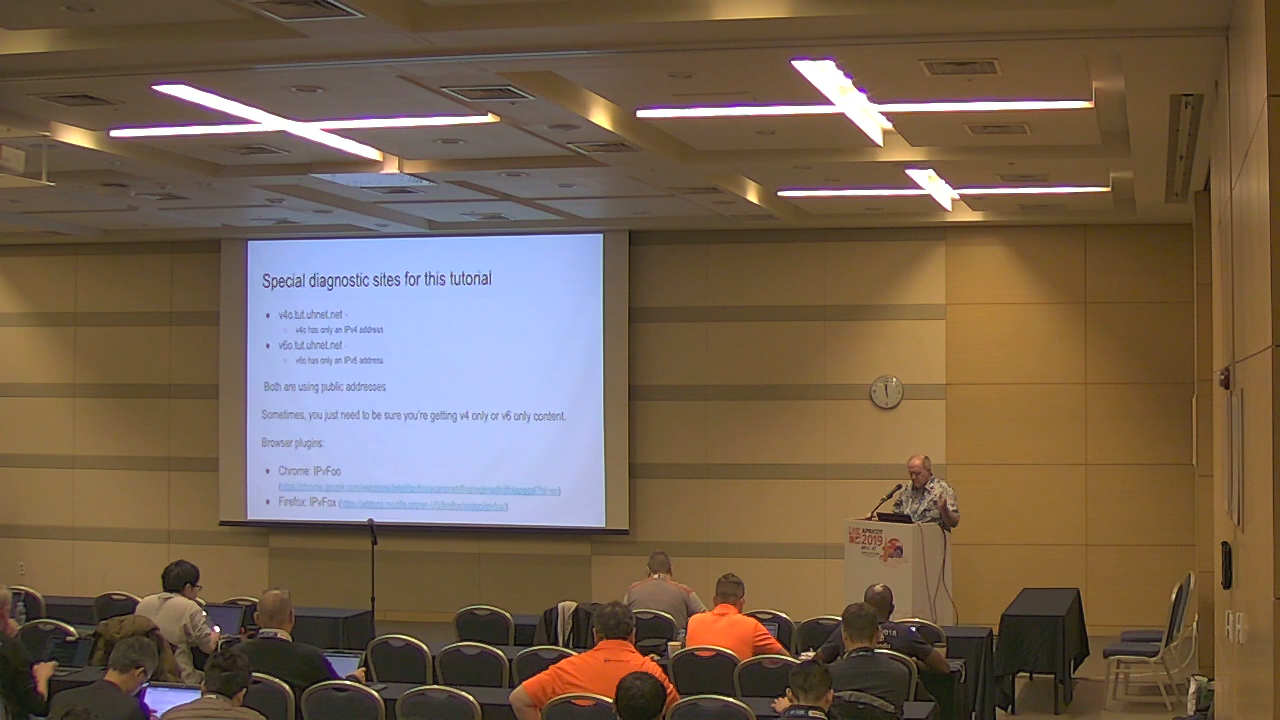 Special diagnostic sites for this tutorial
v4o.tut.uhnet.net -
v4o has only an IPv4 address
v6o.tut.uhnet.net
v6o has only an IPv6 address
Both are using public addresses
Sometimes, you just need to be sure you're getting v4 only or v6 only content.
Browser plugins:
Chrome: IPvFoo
Firefox: IPvFox
APRICOT
2019